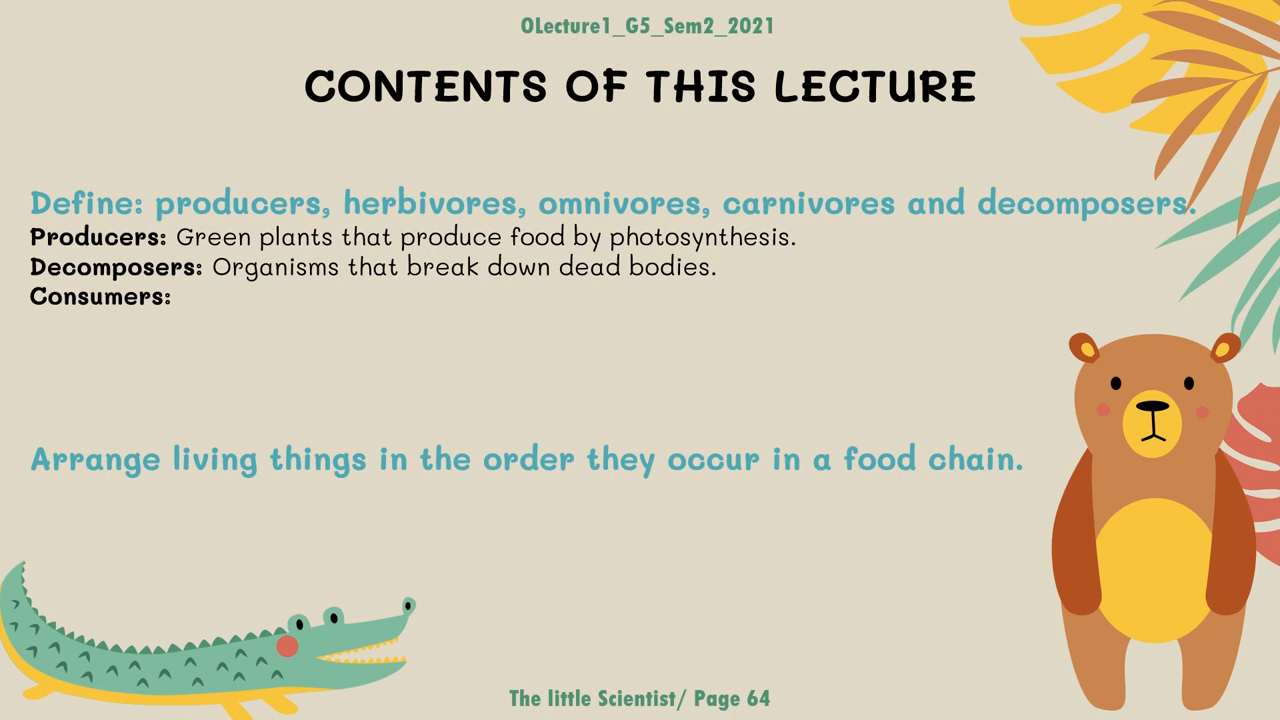 0Lecture1_G5_Sem2_2021
CONTENTS OF THIS LECTURE
Define: producers, herbivores, omnivores, carnivores and decomposers.
Producers: Green plants that produce food by photosynthesis.
Decomposers: Organisms that break down dead bodies.
Consumers:
Arrange living things in the order they occur in a food chain.
The little Scientist/ Page 64